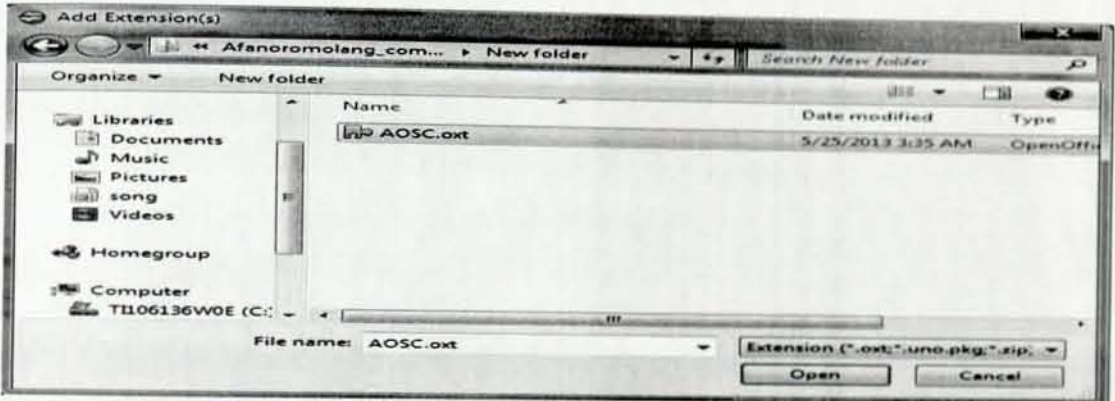 Add Extension(s)
Afanoromolang_com... ▸ New folder
Search New folder
Organize
New folder
Name
Date modified
Type
Libraries
Documents
Music
Pictures
song
Videos
Homegroup
Computer
TI106136W0E (C:)
AOSC.oxt
5/25/2013 3:35 AM
OpenOffi
File name: AOSC.oxt
Extension (*.oxt;*.uno.pkg;*.zip;
Open
Cancel